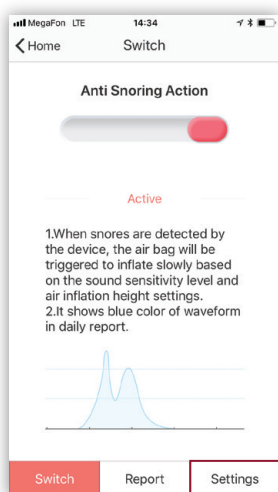 MegaFon LTE 14:34
Home Switch
Anti Snoring Action
Active
1.When snores are detected by
the device, the air bag will be
triggered to inflate slowly based
on the sound sensitivity level and
air inflation height settings.
2.It shows blue color of waveform
in daily report.
Switch Report Settings